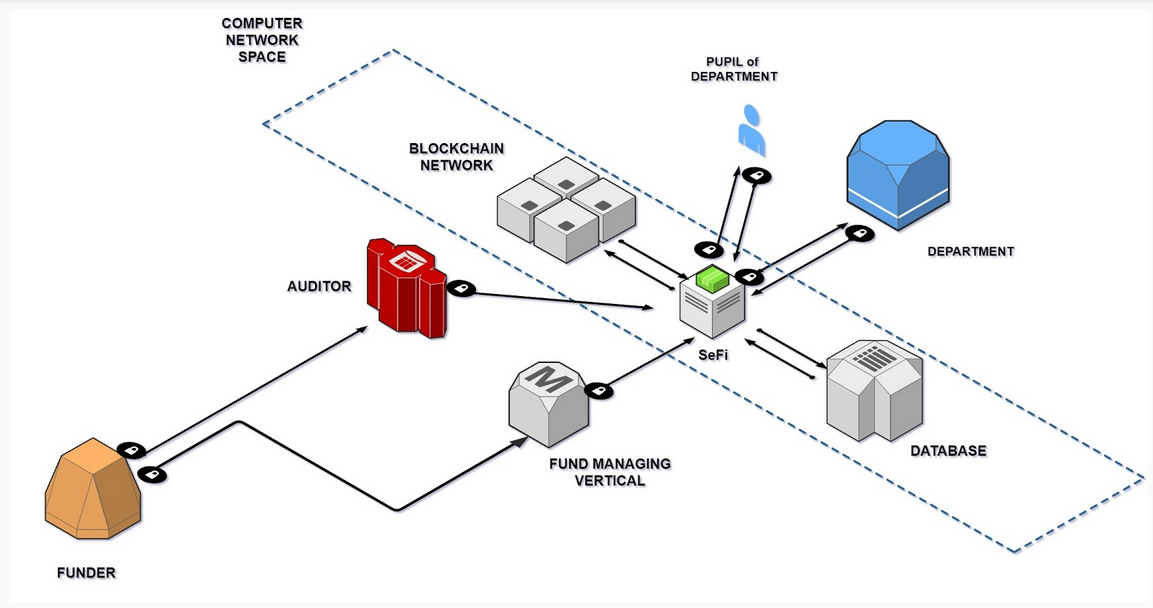 COMPUTER
NETWORK
SPACE
PUPIL of
DEPARTMENT
BLOCKCHAIN
NETWORK
DEPARTMENT
AUDITOR
SeFi
M
DATABASE
FUND MANAGING
VERTICAL
FUNDER